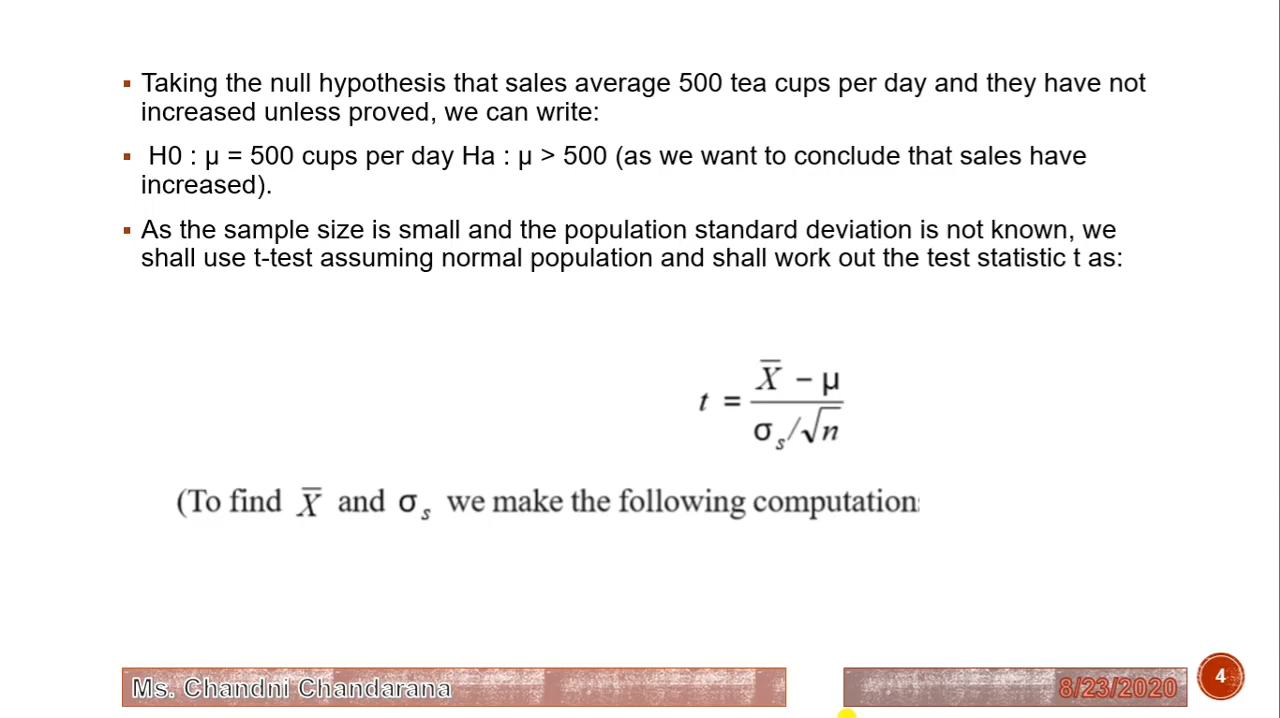 Taking the null hypothesis that sales average 500 tea cups per day and they have not
increased unless proved, we can write:
H0 : μ = 500 cups per day Ha : μ > 500 (as we want to conclude that sales have
increased).
As the sample size is small and the population standard deviation is not known, we
shall use t-test assuming normal population and shall work out the test statistic t as:
t = (X̄ − μ) / (σₛ/√n)
(To find X̄ and σₛ we make the following computation:
Ms. Chandni Chandarana
8/23/2020
4